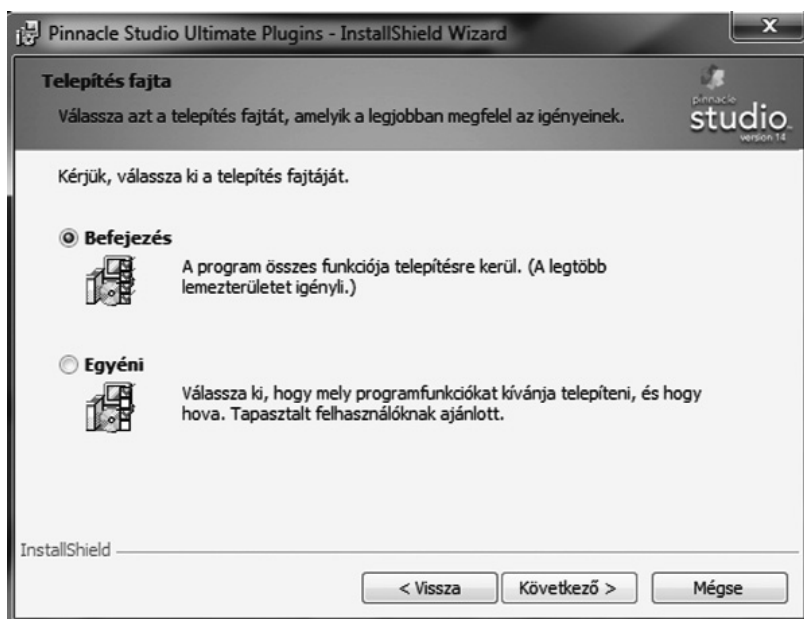 Pinnacle Studio Ultimate Plugins - InstallShield Wizard
X
Telepítés fajta
Válassza azt a telepítés fajtát, amelyik a legjobban megfelel az igényeinek.
pinnacle
studio
version 14
Kérjük, válassza ki a telepítés fajtáját.
Befejezés
A program összes funkciója telepítésre kerül. (A legtöbb
lemezterületet igényli.)
Egyéni
Válassza ki, hogy mely programfunkciókat kívánja telepíteni, és hogy
hova. Tapasztalt felhasználóknak ajánlott.
InstallShield
< Vissza
Következő >
Mégse